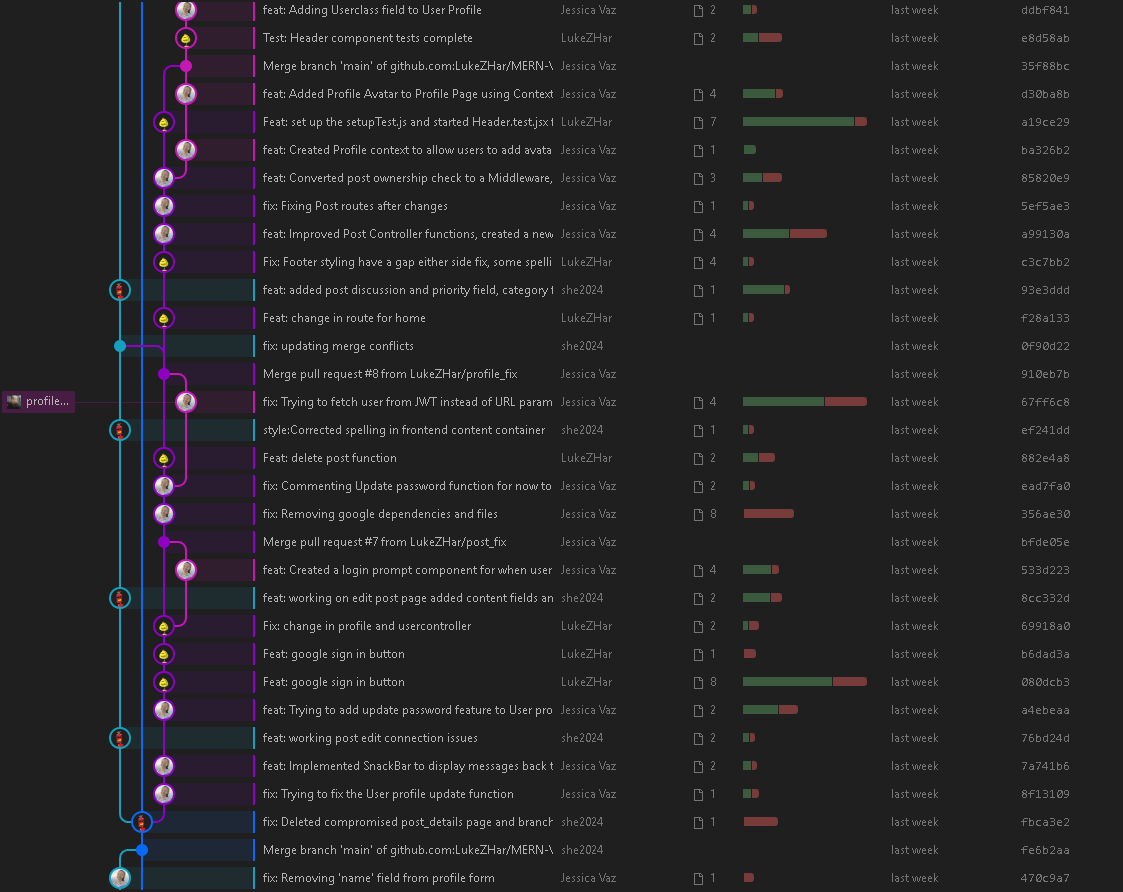 feat: Adding Userclass field to User Profile Jessica Vaz 2 last week ddbf841
Test: Header component tests complete LukeZHar 2 last week e8d58ab
Merge branch 'main' of github.com:LukeZHar/MERN-\ Jessica Vaz last week 35f88bc
feat: Added Profile Avatar to Profile Page using Context Jessica Vaz 4 last week d30ba8b
Feat: set up the setupTest.js and started Header.test.jsx f LukeZHar 7 last week a19ce29
feat: Created Profile context to allow users to add avata Jessica Vaz 1 last week ba326b2
feat: Converted post ownership check to a Middleware, Jessica Vaz 3 last week 85820e9
fix: Fixing Post routes after changes Jessica Vaz 1 last week 5ef5ae3
feat: Improved Post Controller functions, created a new Jessica Vaz 4 last week a99130a
Fix: Footer styling have a gap either side fix, some spelli LukeZHar 4 last week c3c7bb2
feat: added post discussion and priority field, category f she2024 1 last week 93e3ddd
Feat: change in route for home LukeZHar 1 last week f28a133
fix: updating merge conflicts she2024 last week 0f90d22
Merge pull request #8 from LukeZHar/profile_fix Jessica Vaz last week 910eb7b
profile... fix: Trying to fetch user from JWT instead of URL param Jessica Vaz 4 last week 67ff6c8
style:Corrected spelling in frontend content container she2024 1 last week ef241dd
Feat: delete post function LukeZHar 2 last week 882e4a8
fix: Commenting Update password function for now to Jessica Vaz 2 last week ead7fa0
fix: Removing google dependencies and files Jessica Vaz 8 last week 356ae30
Merge pull request #7 from LukeZHar/post_fix Jessica Vaz last week bfde05e
feat: Created a login prompt component for when user Jessica Vaz 4 last week 533d223
feat: working on edit post page added content fields an she2024 2 last week 8cc332d
Fix: change in profile and usercontroller LukeZHar 2 last week 69918a0
Feat: google sign in button LukeZHar 1 last week b6dad3a
Feat: google sign in button LukeZHar 8 last week 080dcb3
feat: Trying to add update password feature to User pro Jessica Vaz 2 last week a4ebeaa
feat: working post edit connection issues she2024 2 last week 76bd24d
feat: Implemented SnackBar to display messages back t Jessica Vaz 2 last week 7a741b6
fix: Trying to fix the User profile update function Jessica Vaz 1 last week 8f13109
fix: Deleted compromised post_details page and branch she2024 1 last week fbca3e2
Merge branch 'main' of github.com:LukeZHar/MERN-\ she2024 last week fe6b2aa
fix: Removing 'name' field from profile form Jessica Vaz 1 last week 470c9a7